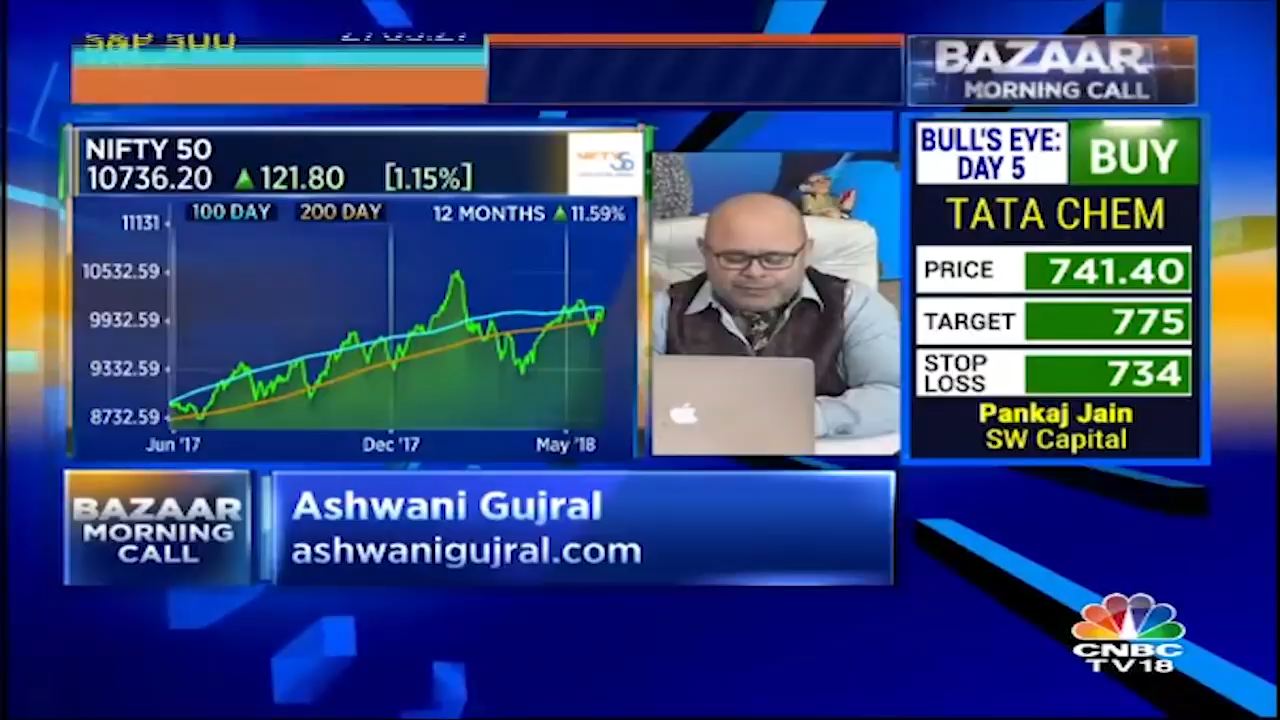 S&P 500
BAZAAR
MORNING CALL
NIFTY 50
10736.20 ▲ 121.80 [1.15%]
100 DAY 200 DAY 12 MONTHS ▲ 11.59%
11131
10532.59
9932.59
9332.59
8732.59
Jun '17 Dec '17 May '18
BULL'S EYE:
DAY 5
BUY
TATA CHEM
PRICE 741.40
TARGET 775
STOP
LOSS
734
Pankaj Jain
SW Capital
BAZAAR
MORNING
CALL
Ashwani Gujral
ashwanigujral.com
CNBC
TV18